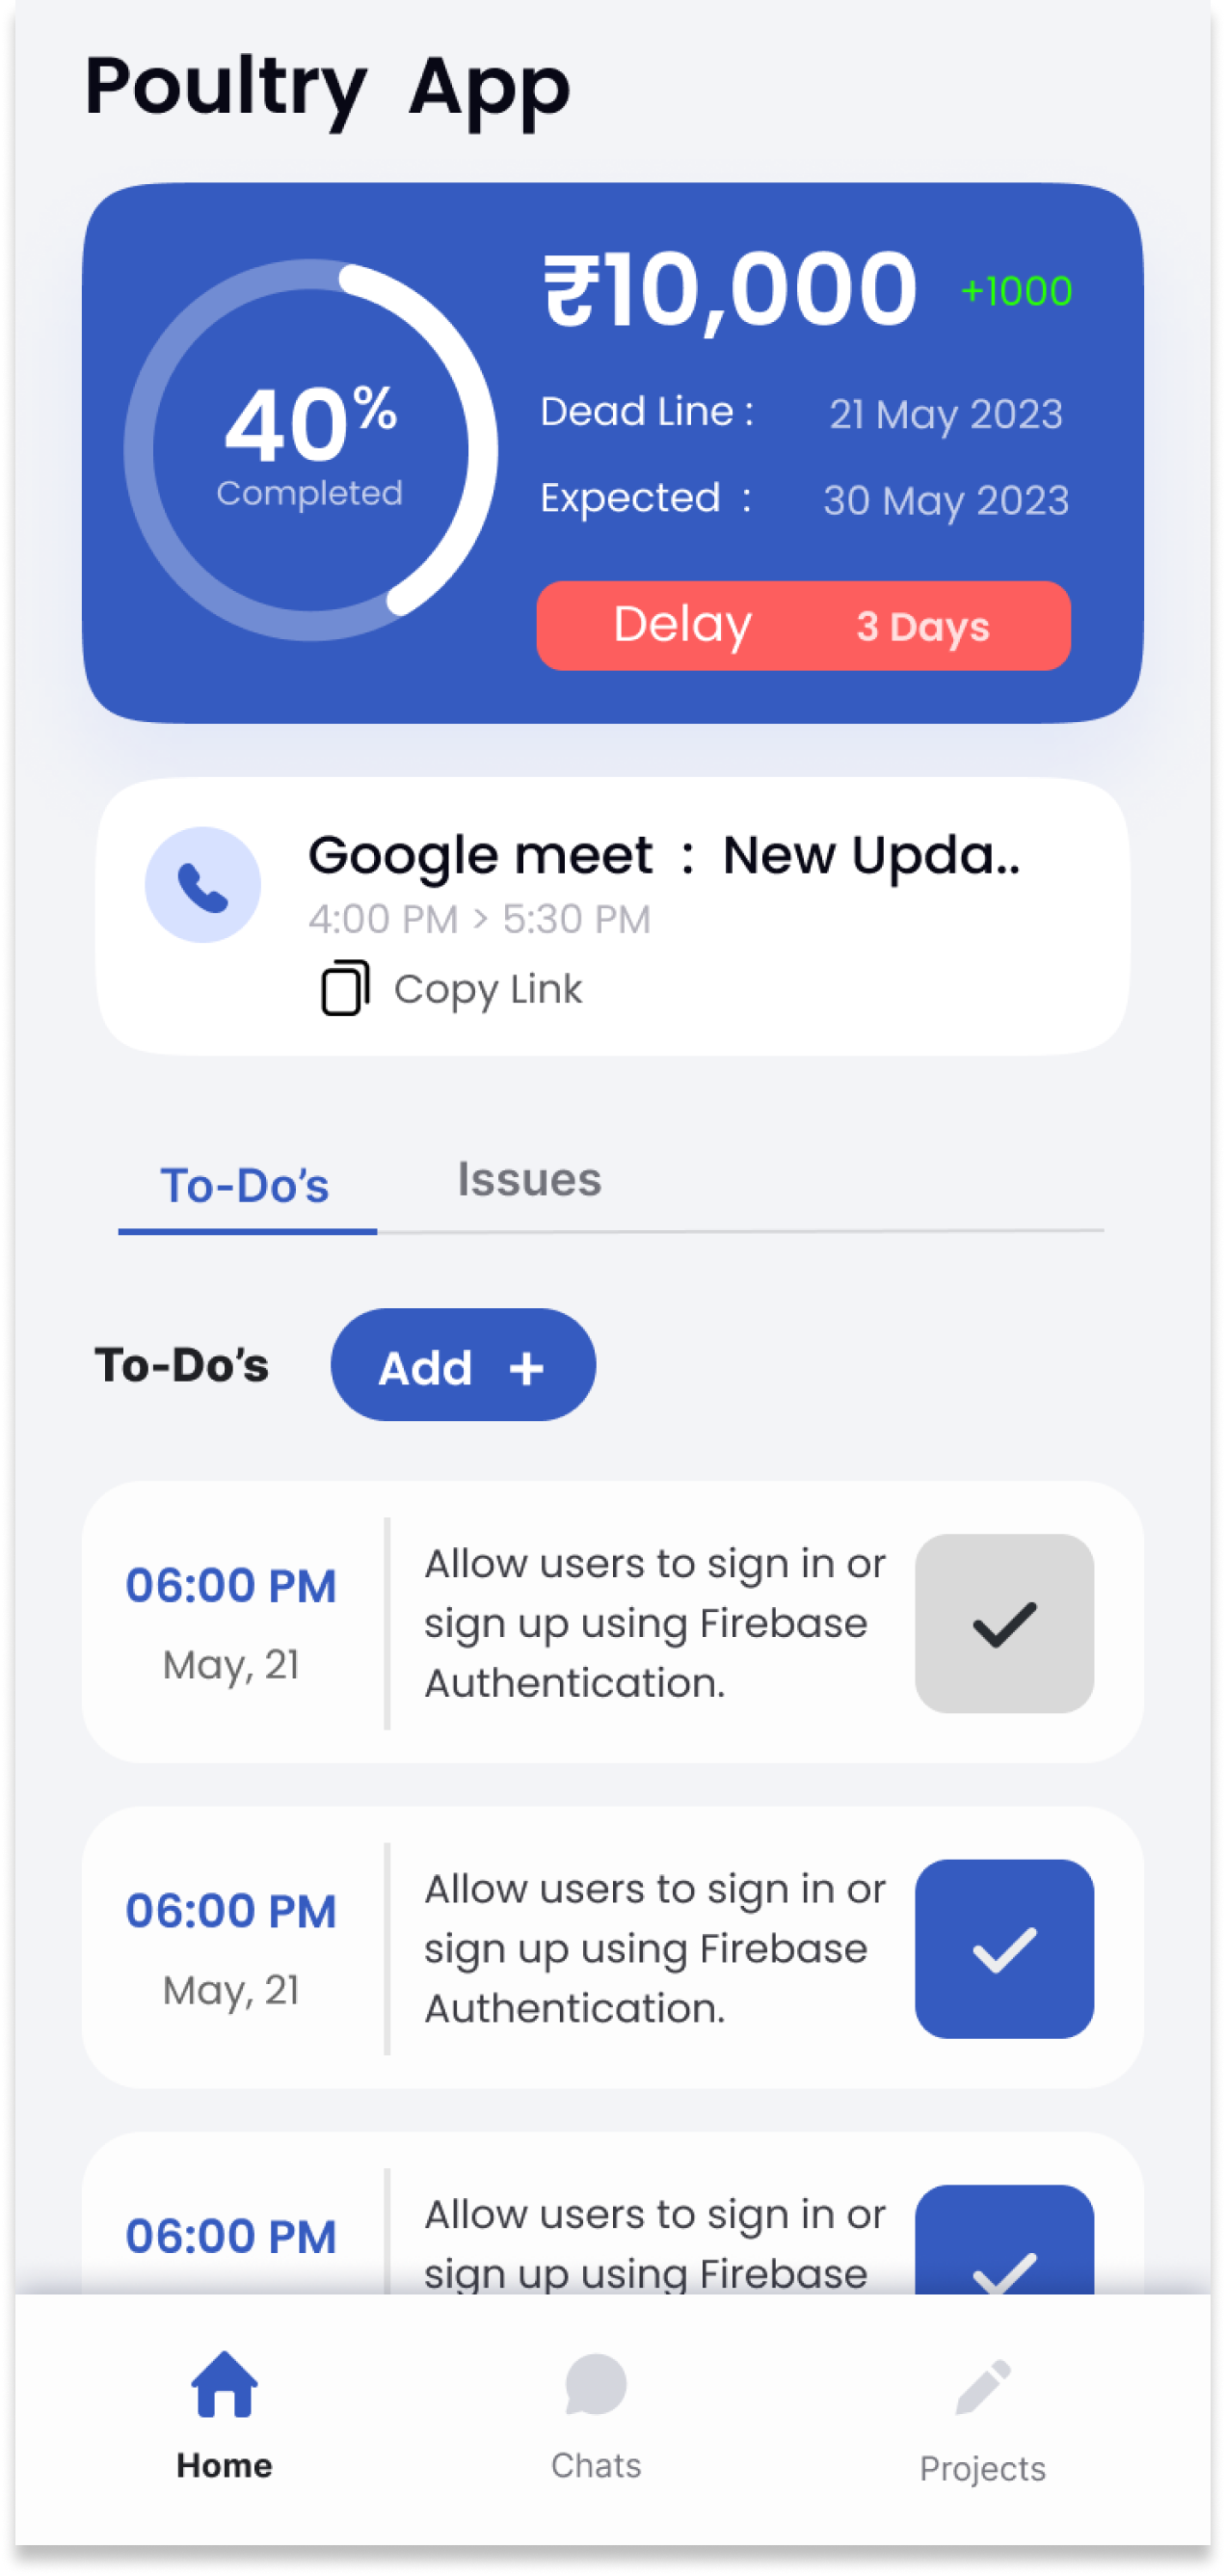 Poultry App
₹10,000 +1000
40%
Completed
Dead Line : 21 May 2023
Expected : 30 May 2023
Delay 3 Days
Google meet : New Upda..
4:00 PM > 5:30 PM
Copy Link
To-Do’s Issues
To-Do’s Add +
06:00 PM
May, 21
Allow users to sign in or
sign up using Firebase
Authentication.
06:00 PM
May, 21
Allow users to sign in or
sign up using Firebase
Authentication.
06:00 PM
Allow users to sign in or
sign up using Firebase
Home Chats Projects